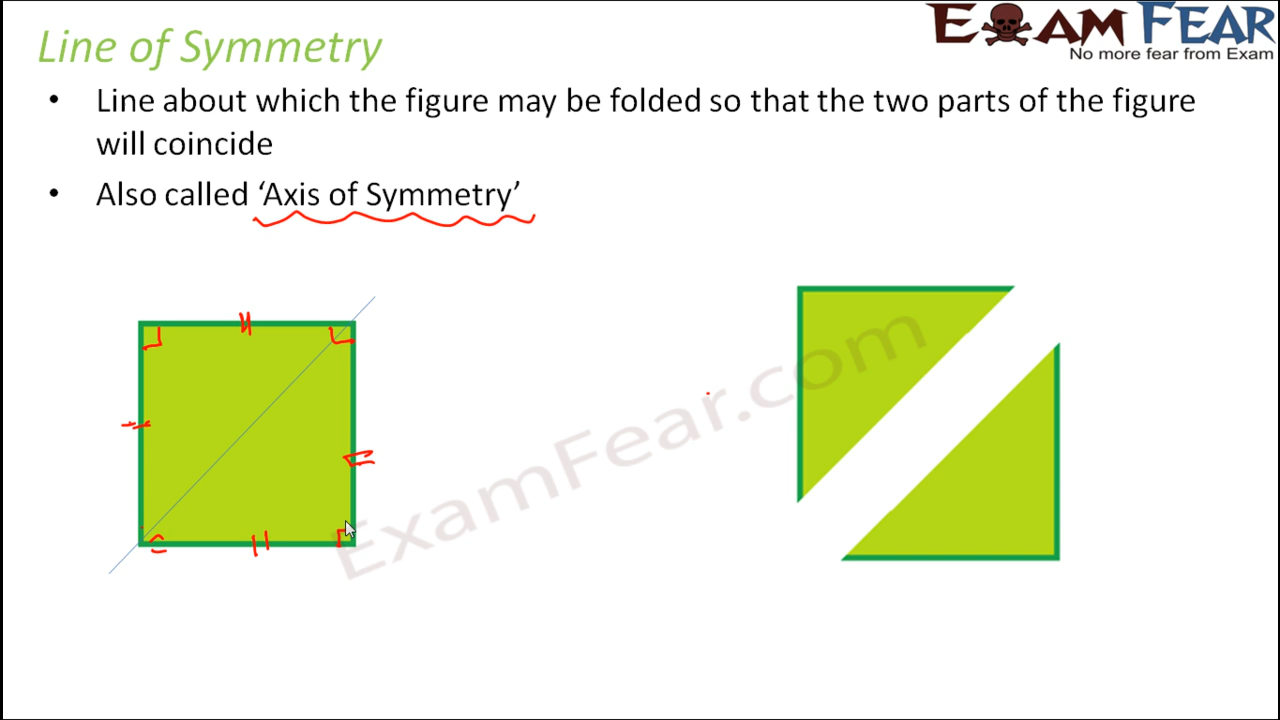 Line of Symmetry
EXAM FEAR
No more fear from Exam
• Line about which the figure may be folded so that the two parts of the figure
will coincide
• Also called ‘Axis of Symmetry’
ExamFear.com